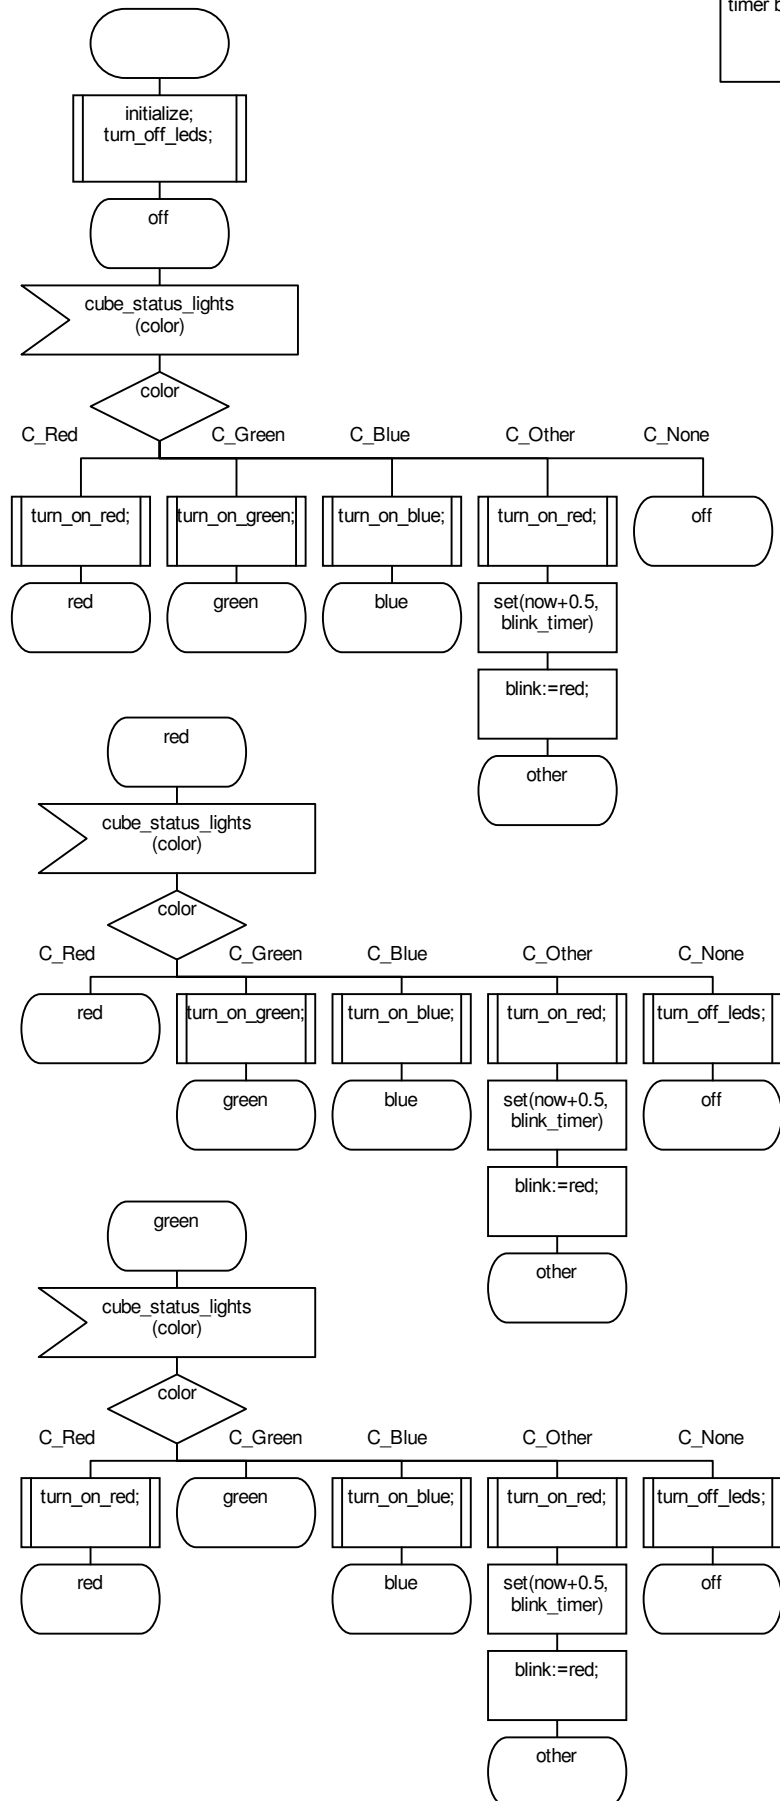 timer b
initialize;
turn_off_leds;
off
cube_status_lights
(color)
color
C_Red C_Green C_Blue C_Other C_None
turn_on_red; turn_on_green; turn_on_blue; turn_on_red; off
red green blue set(now+0.5,
blink_timer)
blink:=red;
other
red
cube_status_lights
(color)
color
C_Red C_Green C_Blue C_Other C_None
red turn_on_green; turn_on_blue; turn_on_red; turn_off_leds;
green blue set(now+0.5,
blink_timer)
off
blink:=red;
other
green
cube_status_lights
(color)
color
C_Red C_Green C_Blue C_Other C_None
turn_on_red; green turn_on_blue; turn_on_red; turn_off_leds;
red blue set(now+0.5,
blink_timer)
off
blink:=red;
other